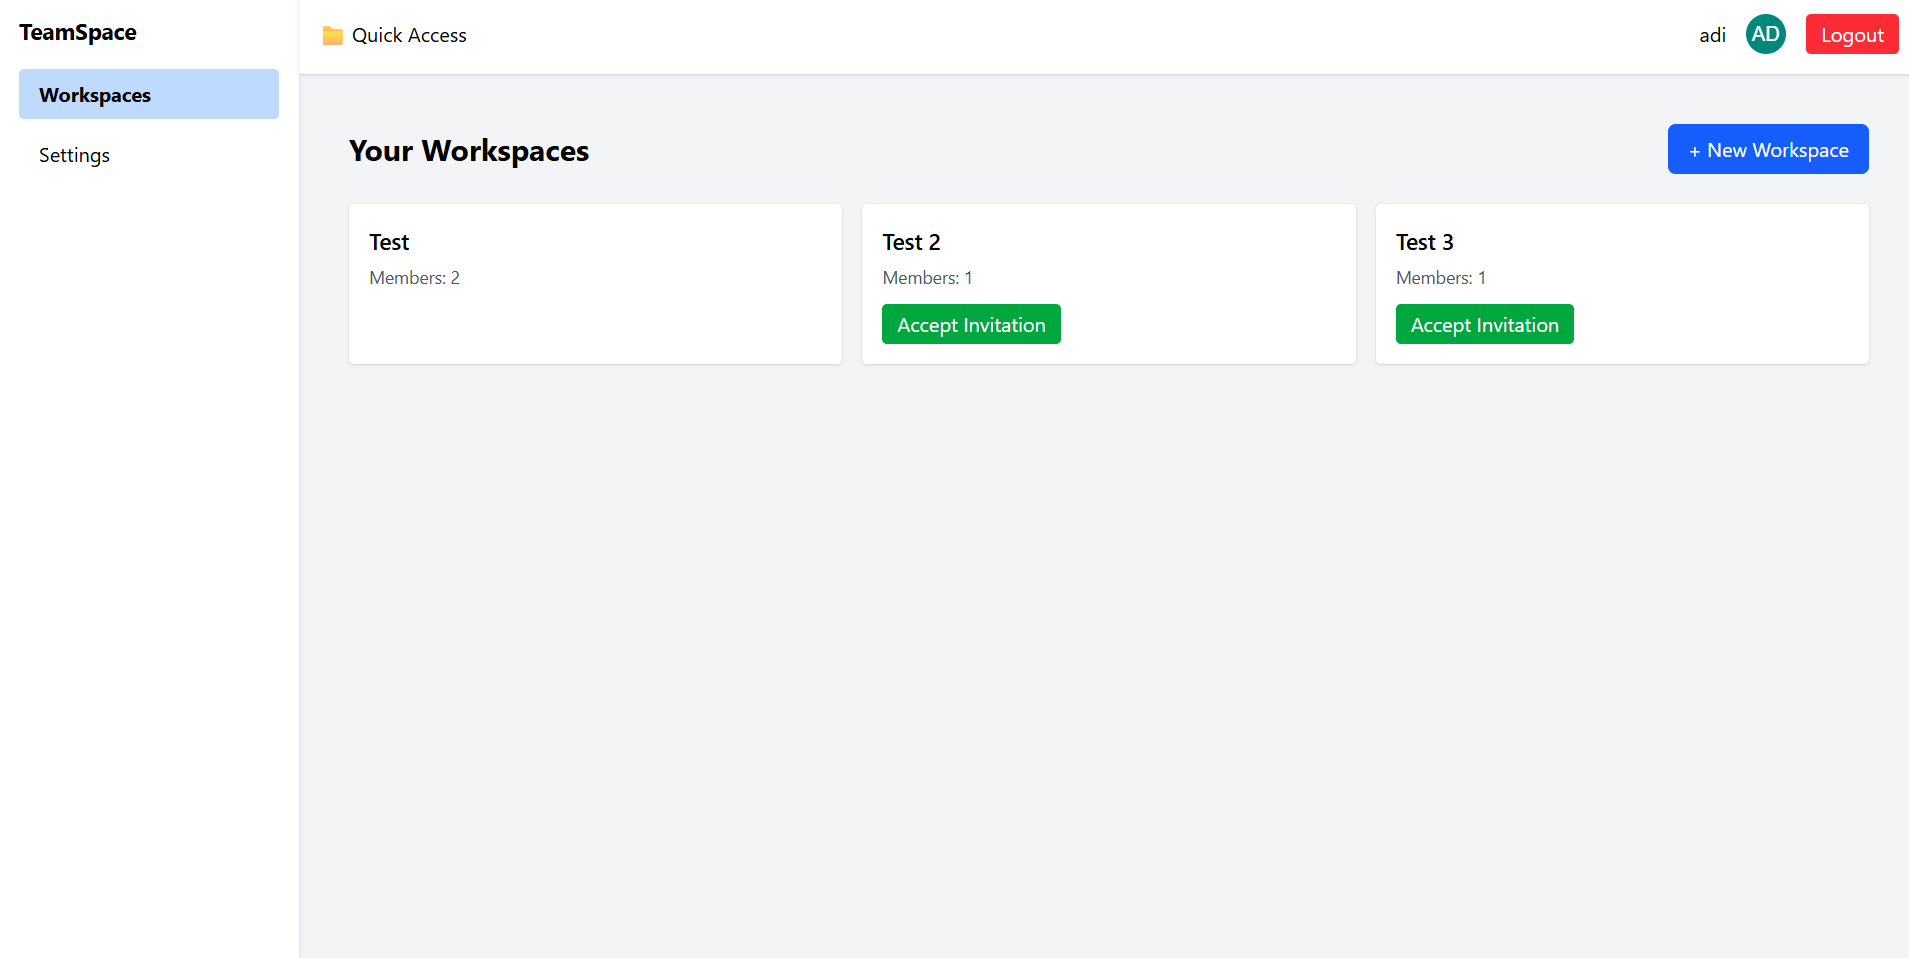 TeamSpace
Workspaces
Settings
Quick Access
adi
AD
Logout
Your Workspaces
+ New Workspace
Test
Members: 2
Test 2
Members: 1
Accept Invitation
Test 3
Members: 1
Accept Invitation